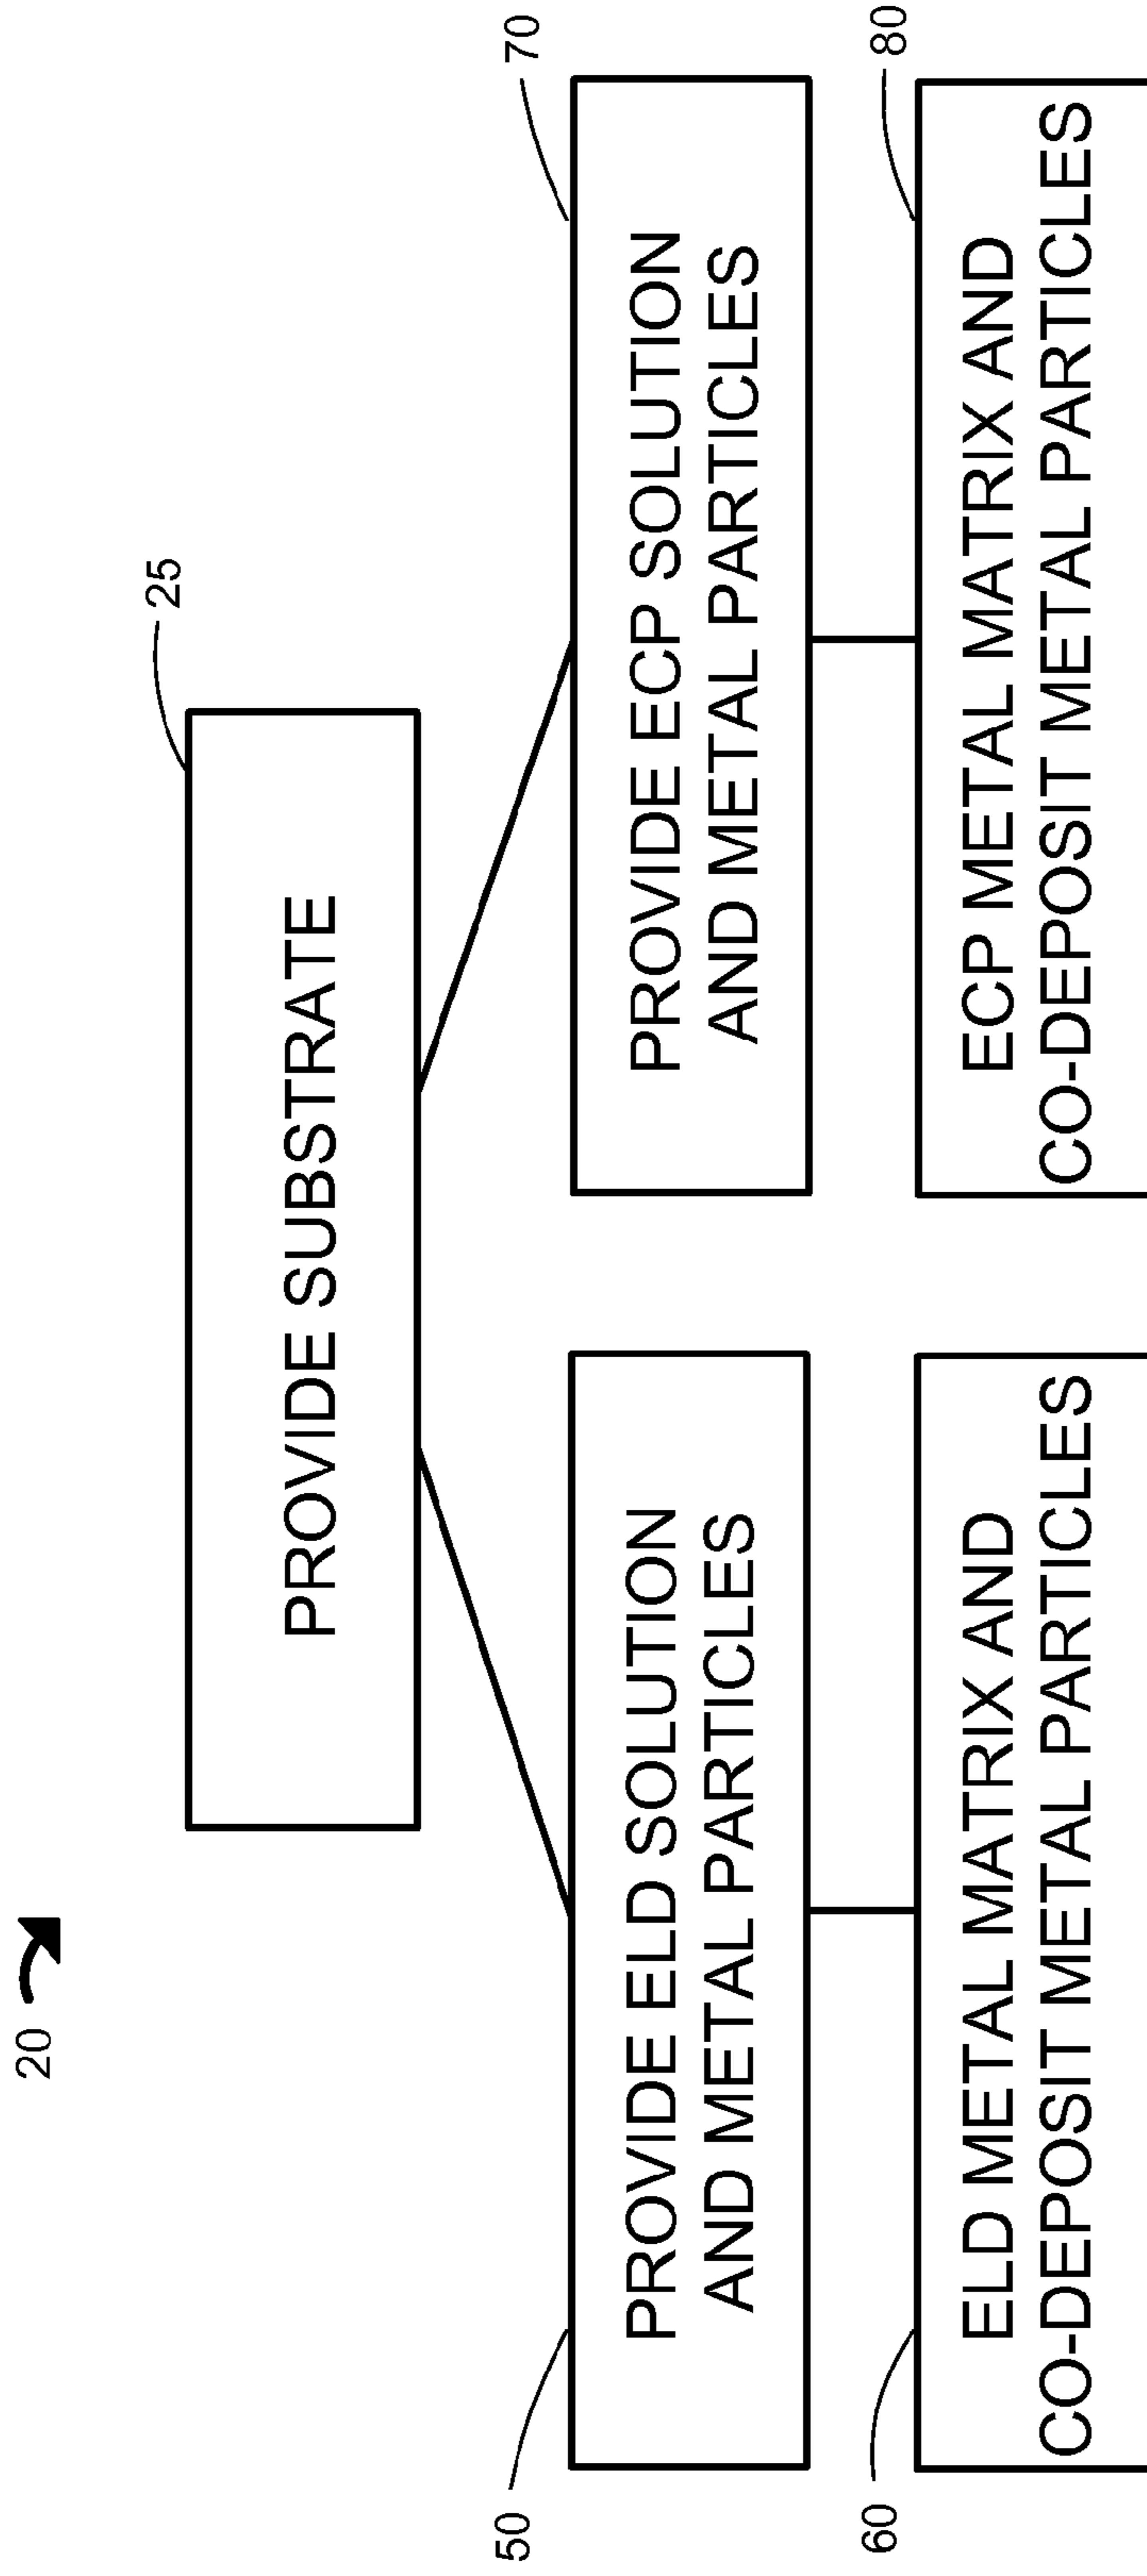 20
25
PROVIDE SUBSTRATE
50
PROVIDE ELD SOLUTION
AND METAL PARTICLES
70
PROVIDE ECP SOLUTION
AND METAL PARTICLES
60
ELD METAL MATRIX AND
CO-DEPOSIT METAL PARTICLES
80
ECP METAL MATRIX AND
CO-DEPOSIT METAL PARTICLES